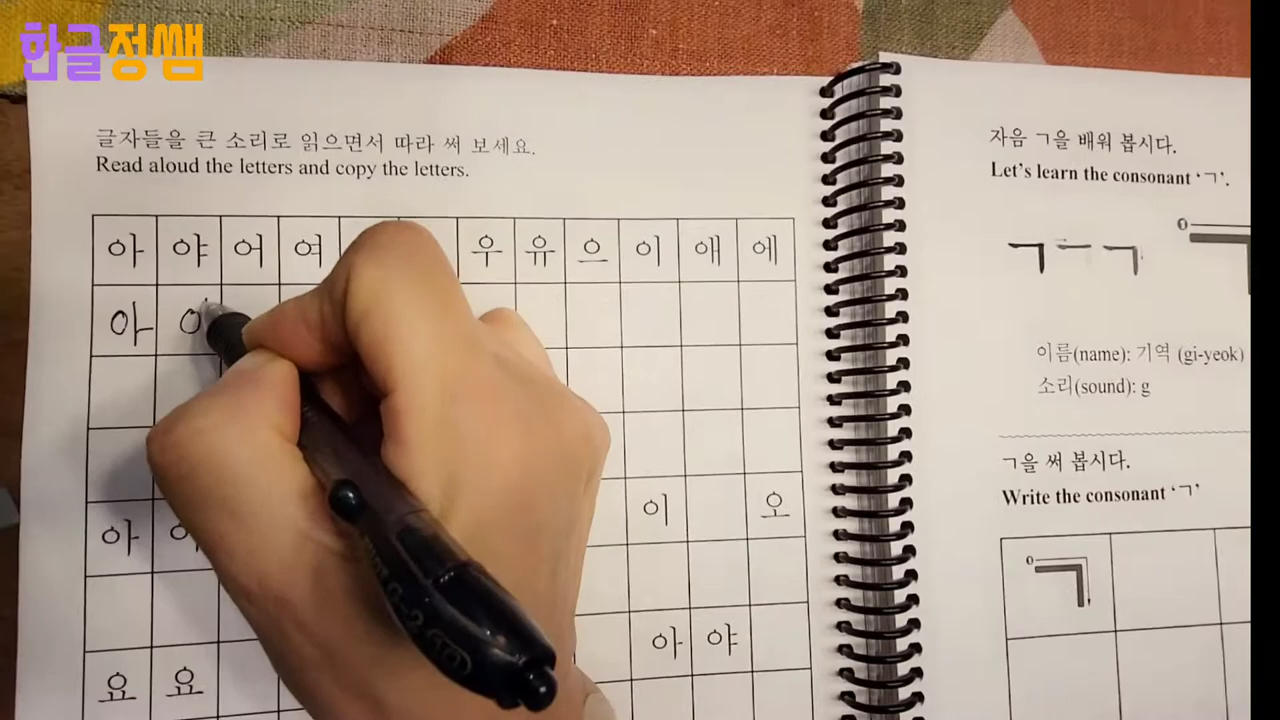 한글정쌤
글자들을 큰 소리로 읽으면서 따라 써 보세요.
Read aloud the letters and copy the letters.
아 야 어 여 우 유 으 이 애 에
아
이 오
아
아 야
요 요
자음 ㄱ을 배워 봅시다.
Let's learn the consonant 'ㄱ'.
ㄱ ㅡ ㄱ
이름(name): 기역 (gi-yeok)
소리(sound): g
ㄱ을 써 봅시다.
Write the consonant 'ㄱ'
ㄱ